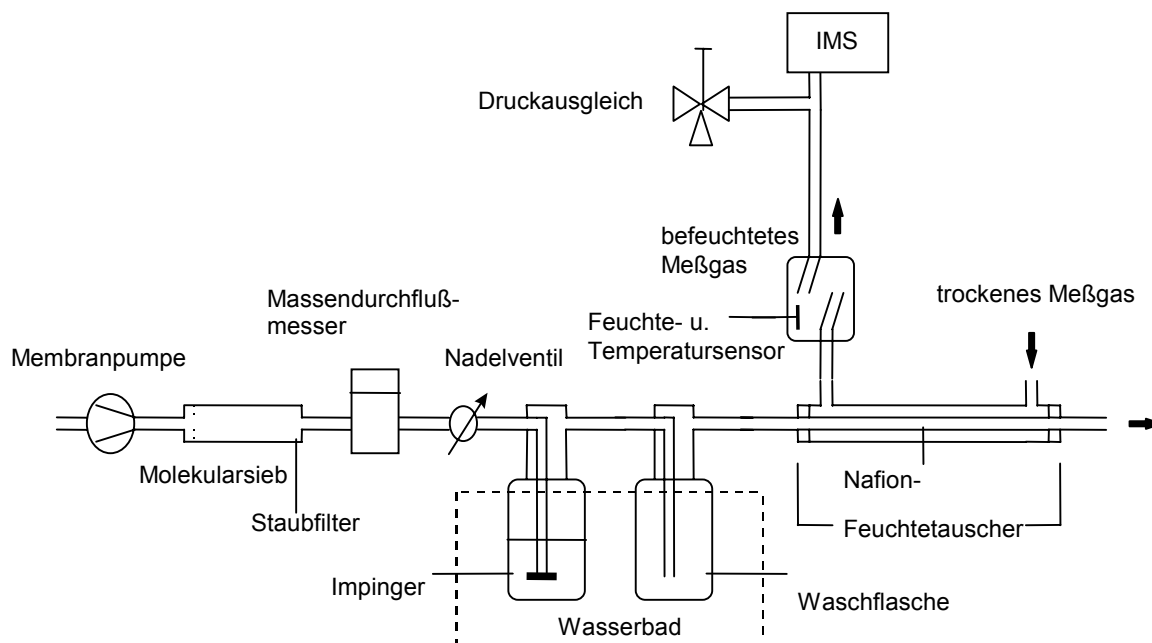 IMS
Druckausgleich
befeuchtetes
Meßgas
Massendurchfluß-
messer
trockenes Meßgas
Feuchte- u.
Temperatursensor
Membranpumpe
Nadelventil
Molekularsieb
Nafion-
Staubfilter
Feuchtetauscher
Impinger
Waschflasche
Wasserbad